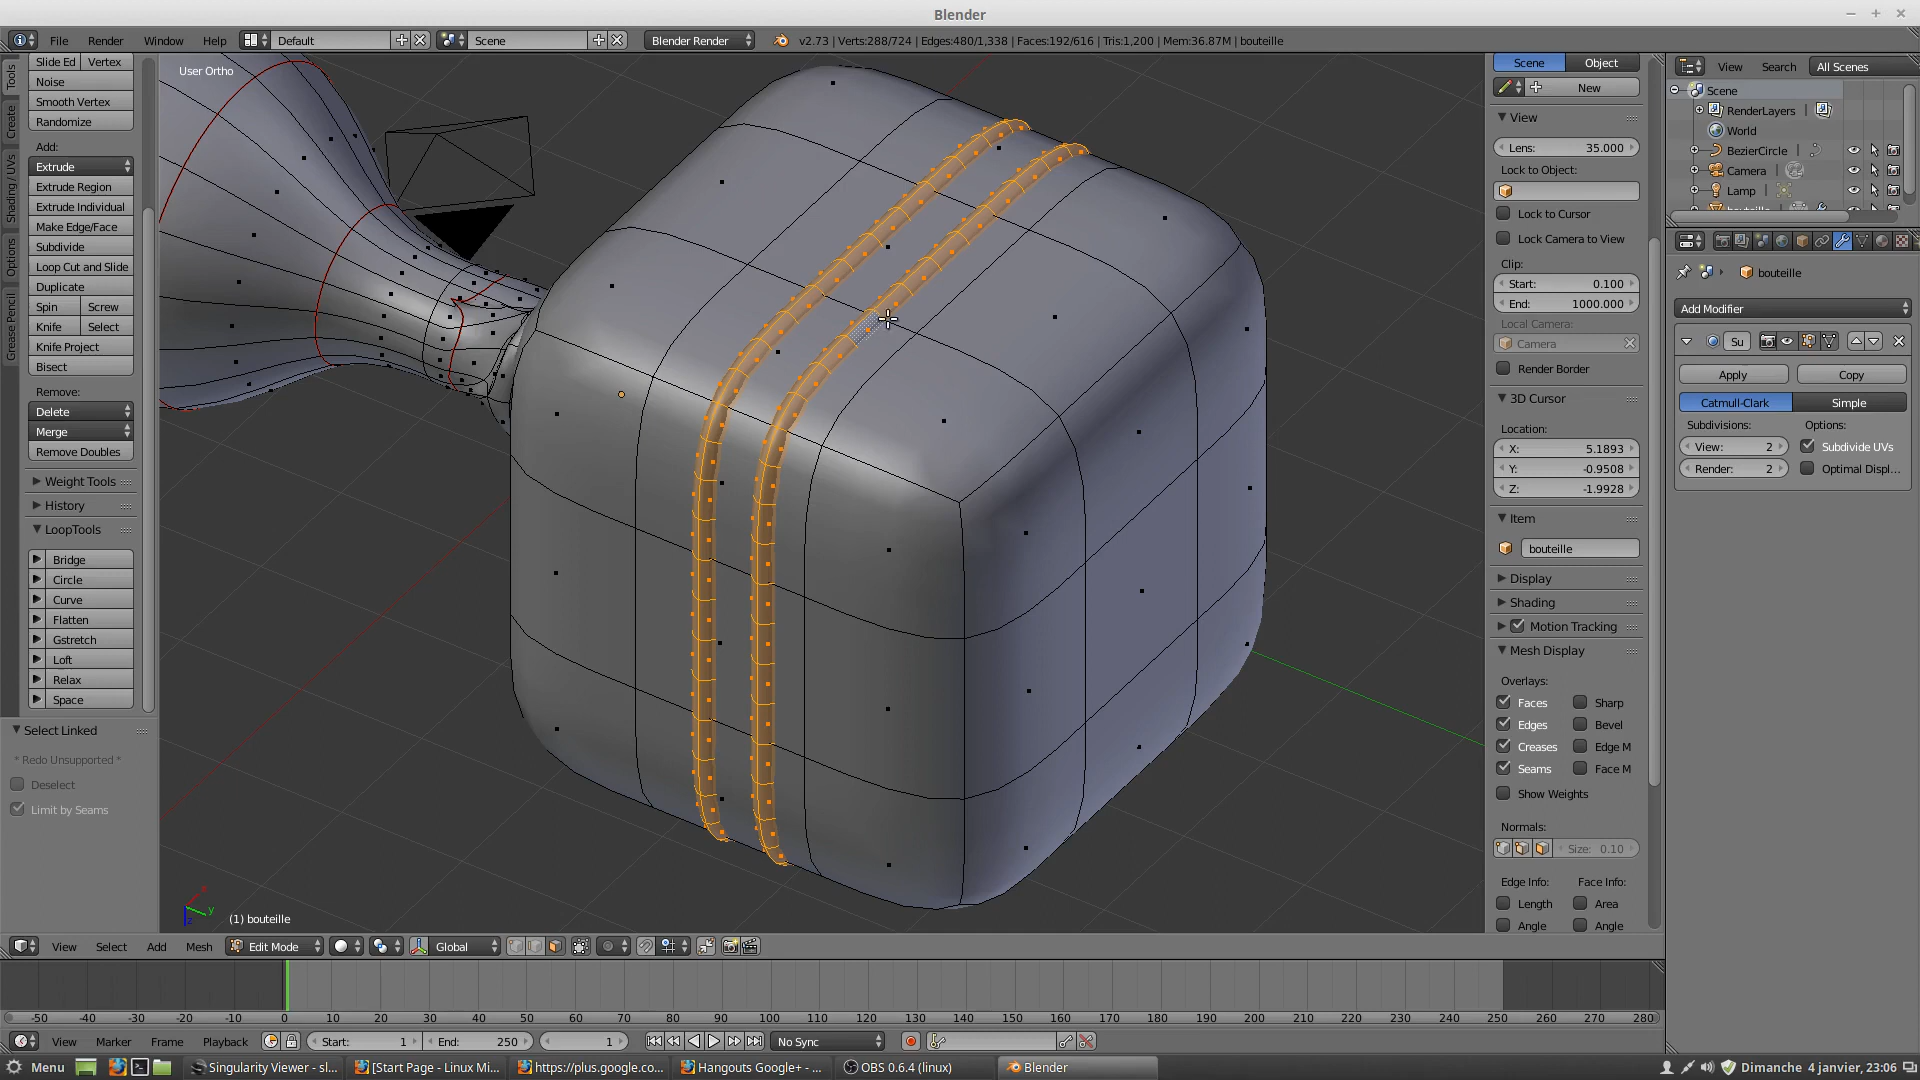 Blender
File Render Window Help Default Scene Blender Render v2.73 | Verts:288/724 | Edges:480/1,338 | Faces:192/616 | Tris:1,200 | Mem:36.87M | bouteille
Tools
Create
Shading / UVs
Options
Grease Pencil
Slide Ed Vertex
Noise
Smooth Vertex
Randomize
Add:
Extrude
Extrude Region
Extrude Individual
Make Edge/Face
Subdivide
Loop Cut and Slide
Duplicate
Spin Screw
Knife Select
Knife Project
Bisect
Remove:
Delete
Merge
Remove Doubles
Weight Tools
History
LoopTools
Bridge
Circle
Curve
Flatten
Gstretch
Loft
Relax
Space
Select Linked
* Redo Unsupported *
Deselect
Limit by Seams
User Ortho
x
y
z
(1) bouteille
Scene Object
New
View
Lens: 35.000
Lock to Object:
Lock to Cursor
Lock Camera to View
Clip:
Start: 0.100
End: 1000.000
Local Camera:
Camera
Render Border
3D Cursor
Location:
X: 5.1893
Y: -0.9508
Z: -1.9928
Item
bouteille
Display
Shading
Motion Tracking
Mesh Display
Overlays:
Faces Sharp
Edges Bevel
Creases Edge M
Seams Face M
Show Weights
Normals:
Size: 0.10
Edge Info: Face Info:
Length Area
Angle Angle
View Search All Scenes
Scene
RenderLayers
World
BezierCircle
Camera
Lamp
bouteille
bouteille
Add Modifier
Su
Apply Copy
Catmull-Clark Simple
Subdivisions: Options:
View: 2 Subdivide UVs
Render: 2 Optimal Displ...
View Select Add Mesh Edit Mode Global
-50 -40 -30 -20 -10 0 10 20 30 40 50 60 70 80 90 100 110 120 130 140 150 160 170 180 190 200 210 220 230 240 250 260 270 280
View Marker Frame Playback Start: 1 End: 250 1 No Sync
Menu Singularity Viewer - sl... [Start Page - Linux Mi... https://plus.google.co... Hangouts Google+ - ... OBS 0.6.4 (linux) Blender Dimanche 4 janvier, 23:06